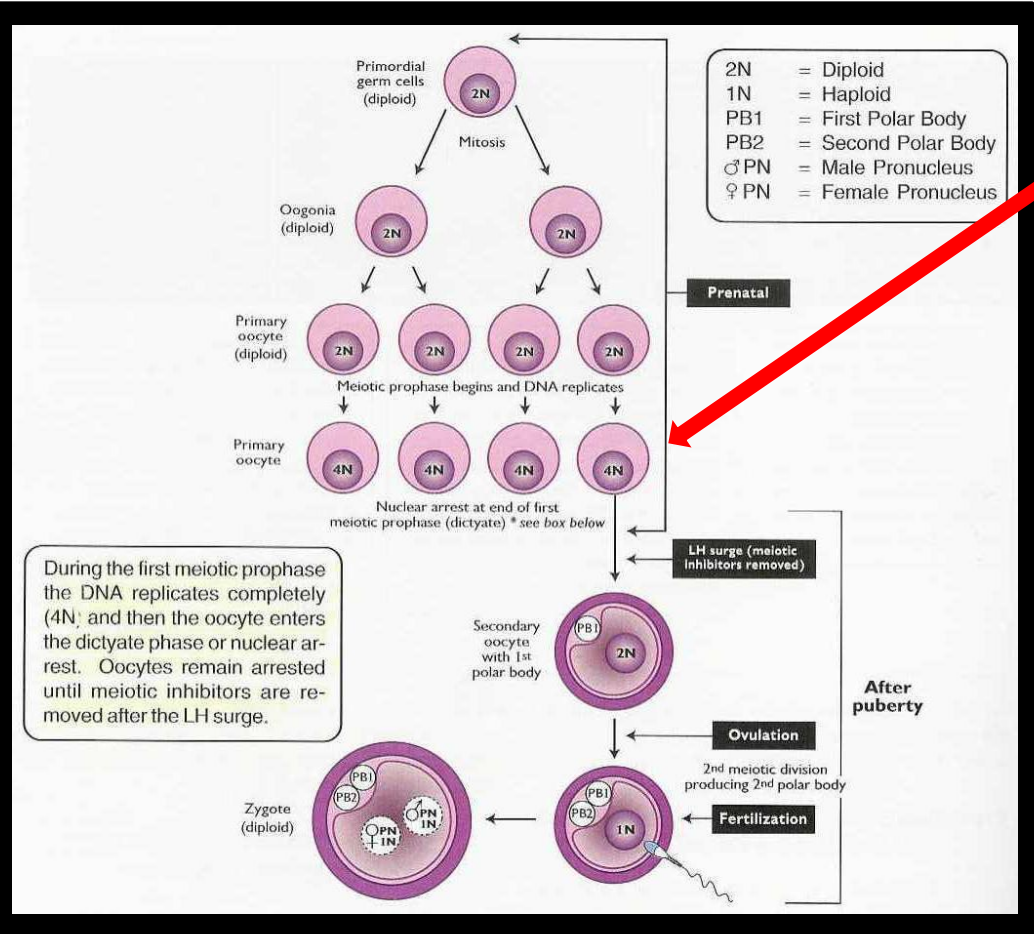 Primordial
germ cells
(diploid)
2N
Mitosis
2N = Diploid
1N = Haploid
PB1 = First Polar Body
PB2 = Second Polar Body
♂PN = Male Pronucleus
♀PN = Female Pronucleus
Oogonia
(diploid)
2N
2N
Prenatal
Primary
oocyte
(diploid)
2N
2N
2N
2N
Meiotic prophase begins and DNA replicates
Primary
oocyte
4N
4N
4N
4N
Nuclear arrest at end of first
meiotic prophase (dictyate) * see box below
LH surge (meiotic
inhibitors removed)
During the first meiotic prophase
the DNA replicates completely
(4N; and then the oocyte enters
the dictyate phase or nuclear ar-
rest. Oocytes remain arrested
until meiotic inhibitors are re-
moved after the LH surge.
Secondary
oocyte
with 1st
polar body
PB1
2N
After
puberty
Ovulation
2nd meiotic division
producing 2nd polar body
Fertilization
Zygote
(diploid)
PB1
PB2
♂PN
1N
♀PN
1N
PB1
PB2
1N